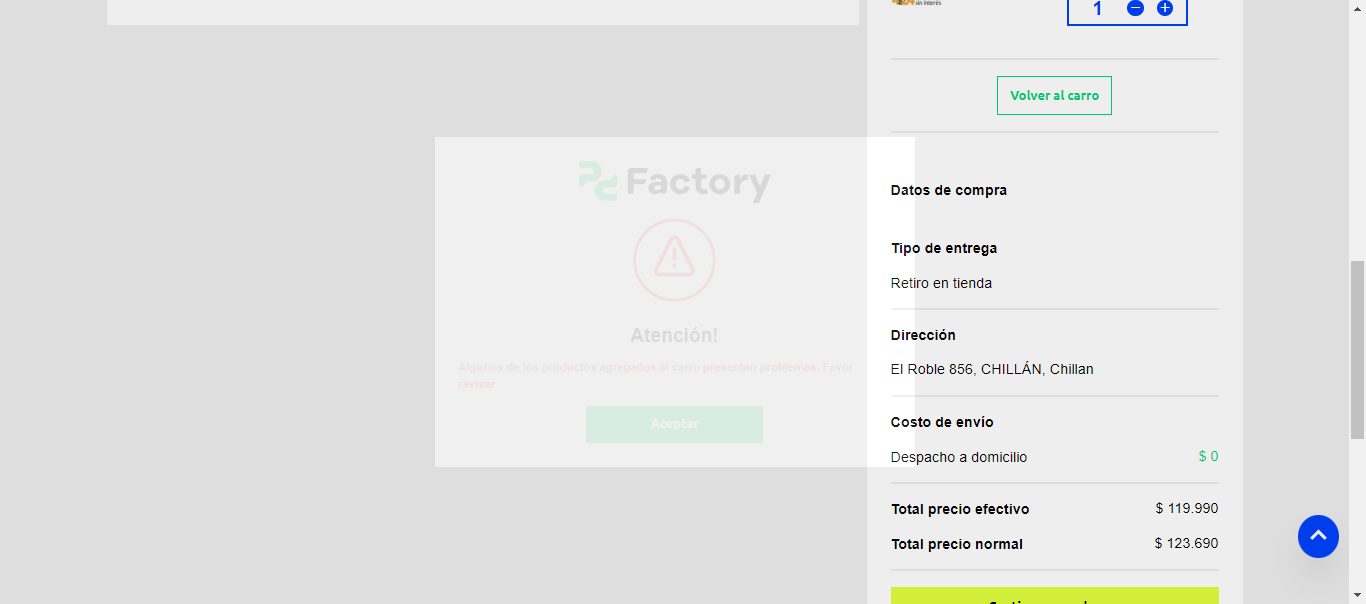 sin interés
1
Volver al carro
Factory
Atención!
Algunos de los productos agregados al carro presentan problemas. Favor
revisar
Aceptar
Datos de compra
Tipo de entrega
Retiro en tienda
Dirección
El Roble 856, CHILLÁN, Chillan
Costo de envío
Despacho a domicilio $ 0
Total precio efectivo $ 119.990
Total precio normal $ 123.690